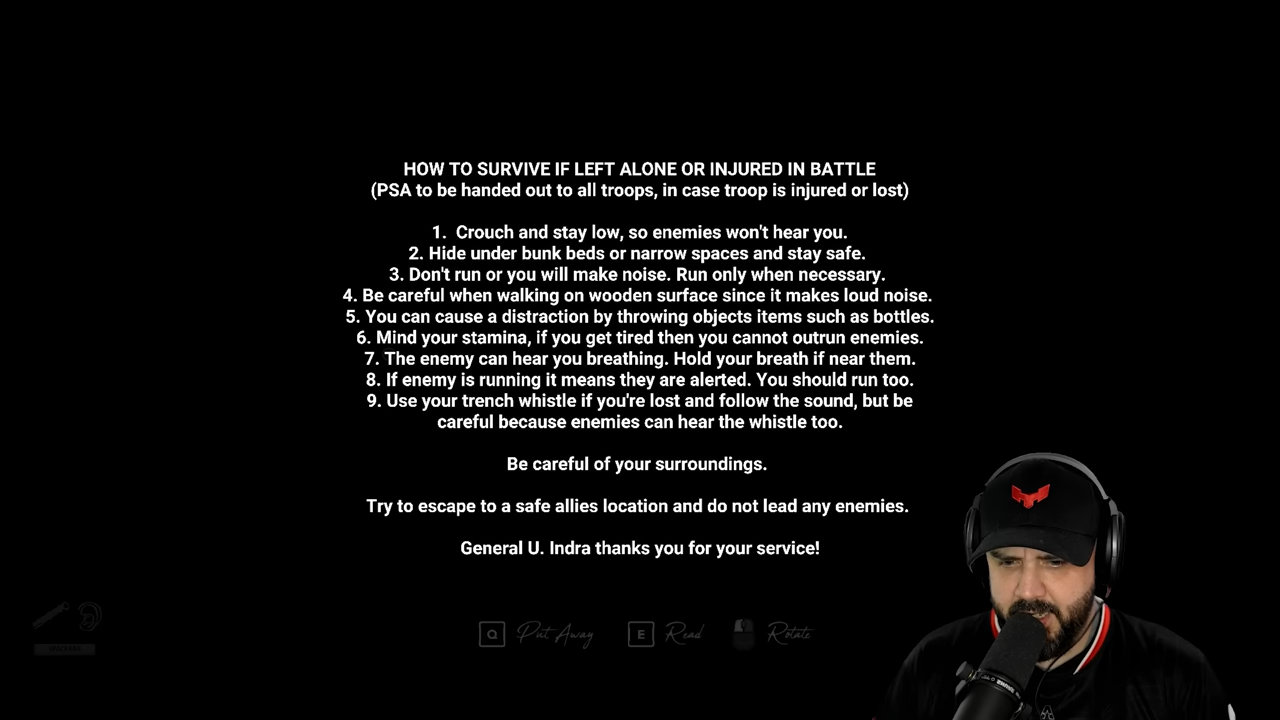 HOW TO SURVIVE IF LEFT ALONE OR INJURED IN BATTLE
(PSA to be handed out to all troops, in case troop is injured or lost)
1. Crouch and stay low, so enemies won't hear you.
2. Hide under bunk beds or narrow spaces and stay safe.
3. Don't run or you will make noise. Run only when necessary.
4. Be careful when walking on wooden surface since it makes loud noise.
5. You can cause a distraction by throwing objects items such as bottles.
6. Mind your stamina, if you get tired then you cannot outrun enemies.
7. The enemy can hear you breathing. Hold your breath if near them.
8. If enemy is running it means they are alerted. You should run too.
9. Use your trench whistle if you're lost and follow the sound, but be
careful because enemies can hear the whistle too.
Be careful of your surroundings.
Try to escape to a safe allies location and do not lead any enemies.
General U. Indra thanks you for your service!
Q Put Away E Read Rotate